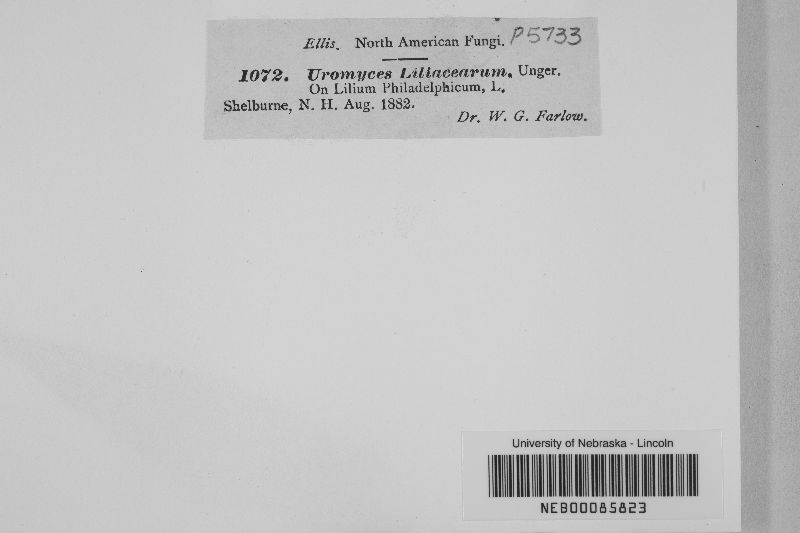 Ellis. North American Fungi. P5733
1072. Uromyces Liliacearum. Unger.
On Lilium Philadelphicum, L.
Shelburne, N. H. Aug. 1882.
Dr. W. G. Farlow.
University of Nebraska - Lincoln
NEB00085823